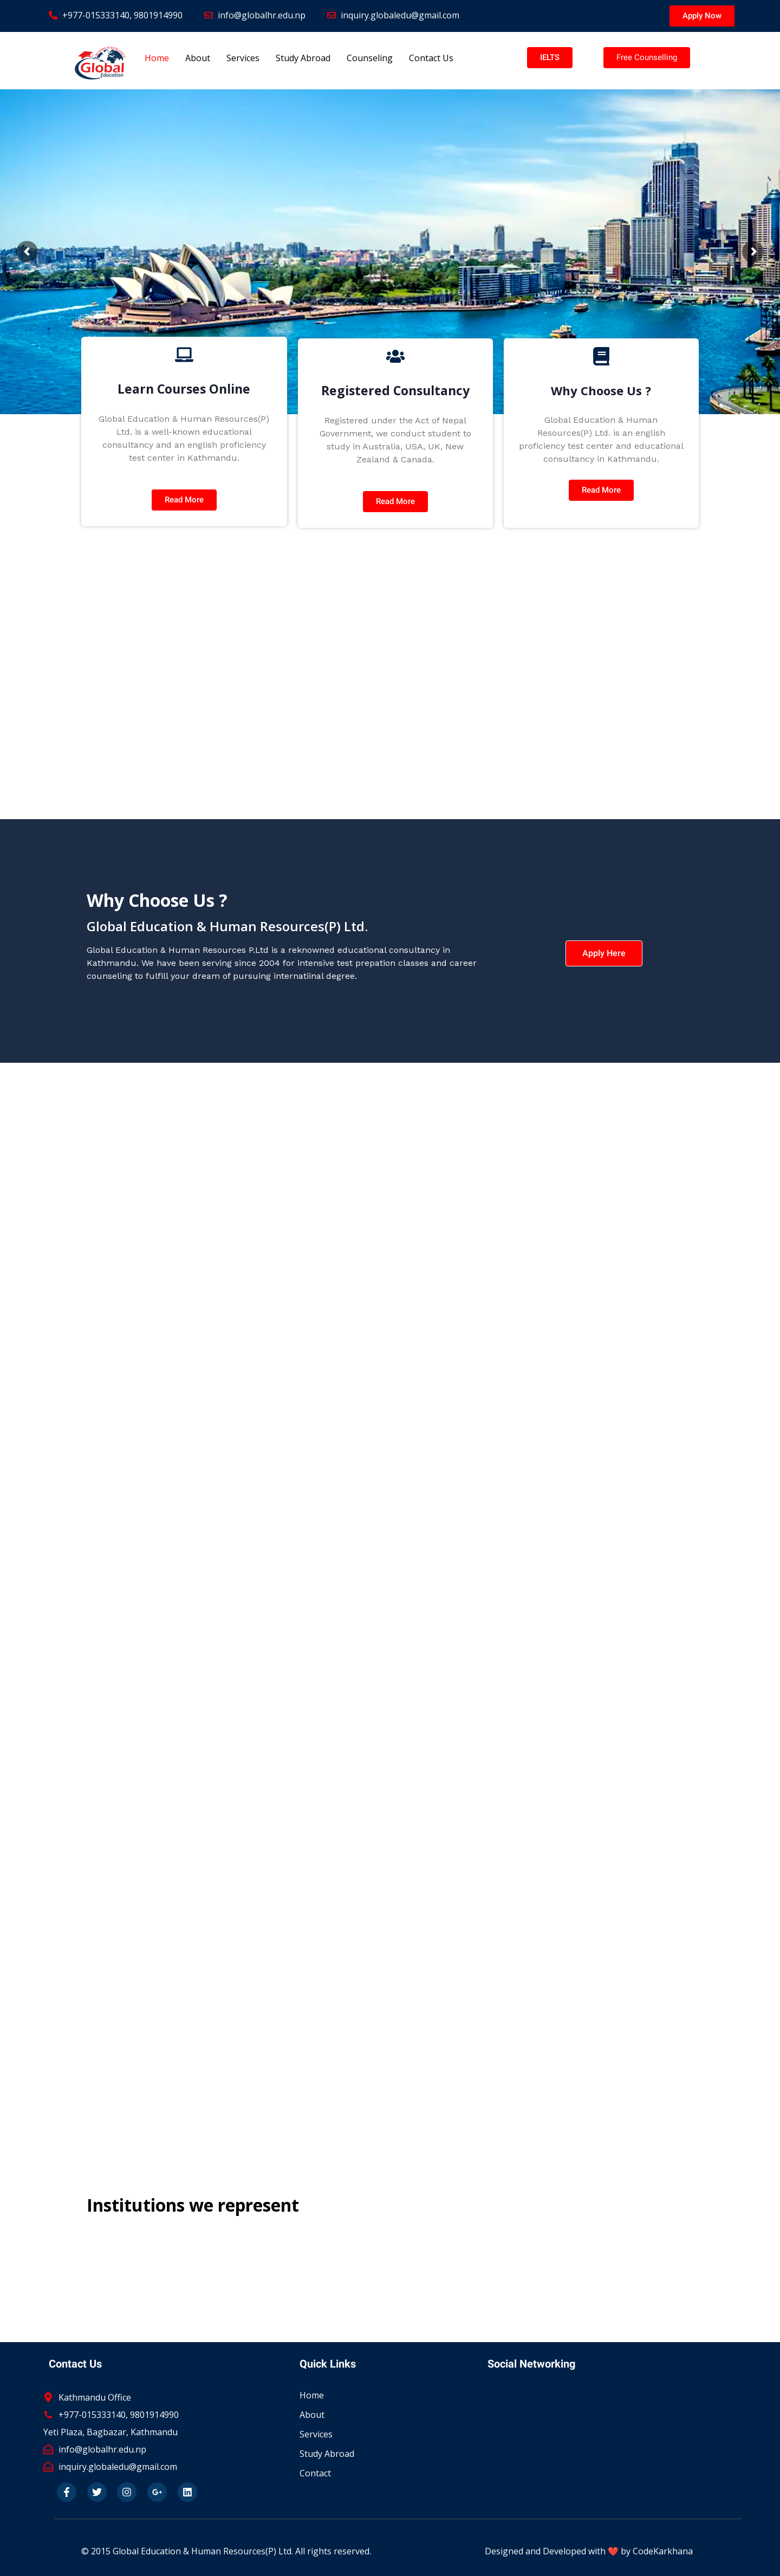 +977-015333140, 9801914990
info@globalhr.edu.np
inquiry.globaledu@gmail.com
Apply Now
Global
Education
Home
About
Services
Study Abroad
Counseling
Contact Us
IELTS
Free Counselling
Learn Courses Online
Global Education & Human Resources(P)
Ltd. is a well-known educational
consultancy and an english proficiency
test center in Kathmandu.
Read More
Registered Consultancy
Registered under the Act of Nepal
Government, we conduct student to
study in Australia, USA, UK, New
Zealand & Canada.
Read More
Why Choose Us ?
Global Education & Human
Resources(P) Ltd. is an english
proficiency test center and educational
consultancy in Kathmandu.
Read More
Why Choose Us ?
Global Education & Human Resources(P) Ltd.
Global Education & Human Resources P.Ltd is a reknowned educational consultancy in
Kathmandu. We have been serving since 2004 for intensive test prepation classes and career
counseling to fulfill your dream of pursuing internatiinal degree.
Apply Here
Institutions we represent
Contact Us
Kathmandu Office
+977-015333140, 9801914990
Yeti Plaza, Bagbazar, Kathmandu
info@globalhr.edu.np
inquiry.globaledu@gmail.com
Quick Links
Home
About
Services
Study Abroad
Contact
Social Networking
© 2015 Global Education & Human Resources(P) Ltd. All rights reserved.
Designed and Developed with ❤️ by CodeKarkhana